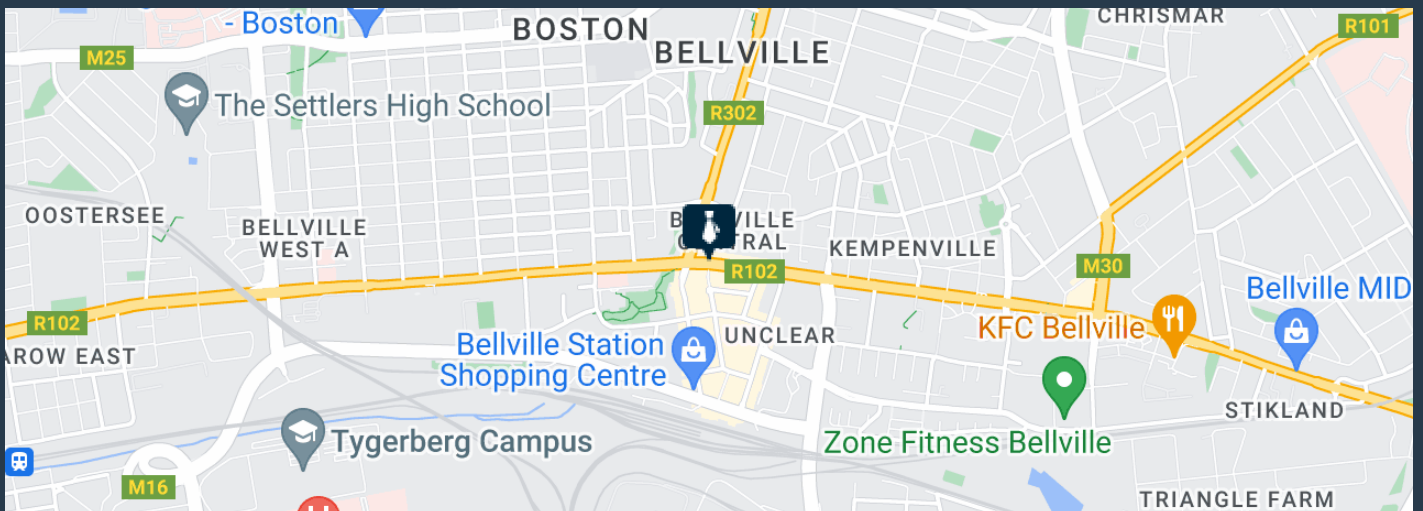 - Boston
BOSTON
CHRISMAR
R101
M25
BELLVILLE
The Settlers High School
R302
OOSTERSEE
BELLVILLE
WEST A
KEMPENVILLE
M30
R102
Bellville MID
R102
KFC Bellville
AROW EAST
Bellville Station
Shopping Centre
UNCLEAR
STIKLAND
Tygerberg Campus
Zone Fitness Bellville
M16
TRIANGLE FARM